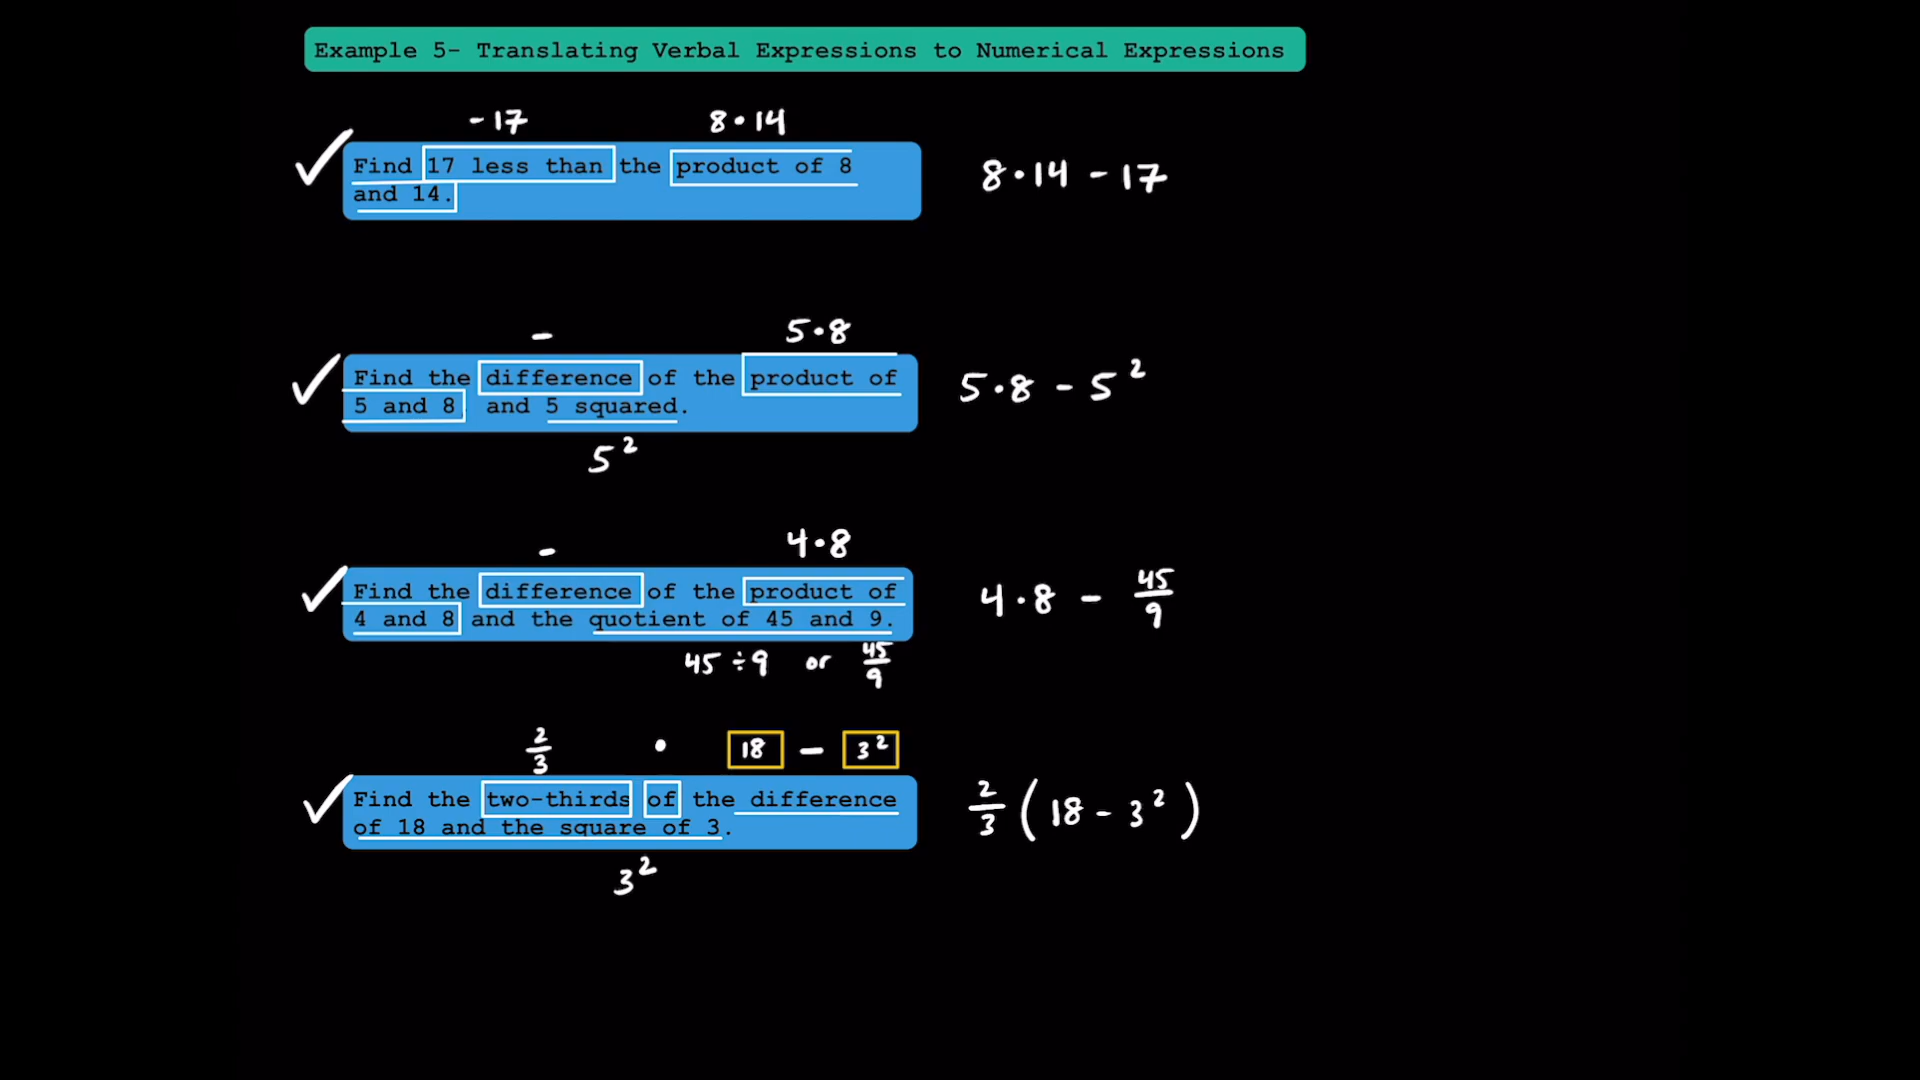 Example 5- Translating Verbal Expressions to Numerical Expressions
-17 8·14
Find 17 less than the product of 8
and 14.
8·14 - 17
- 5·8
Find the difference of the product of
5 and 8 and 5 squared.
5²
5·8 - 5²
- 4·8
Find the difference of the product of
4 and 8 and the quotient of 45 and 9.
45÷9 or 45/9
4·8 - 45/9
2/3 · 18 - 3²
Find the two-thirds of the difference
of 18 and the square of 3.
3²
2/3 (18 - 3²)